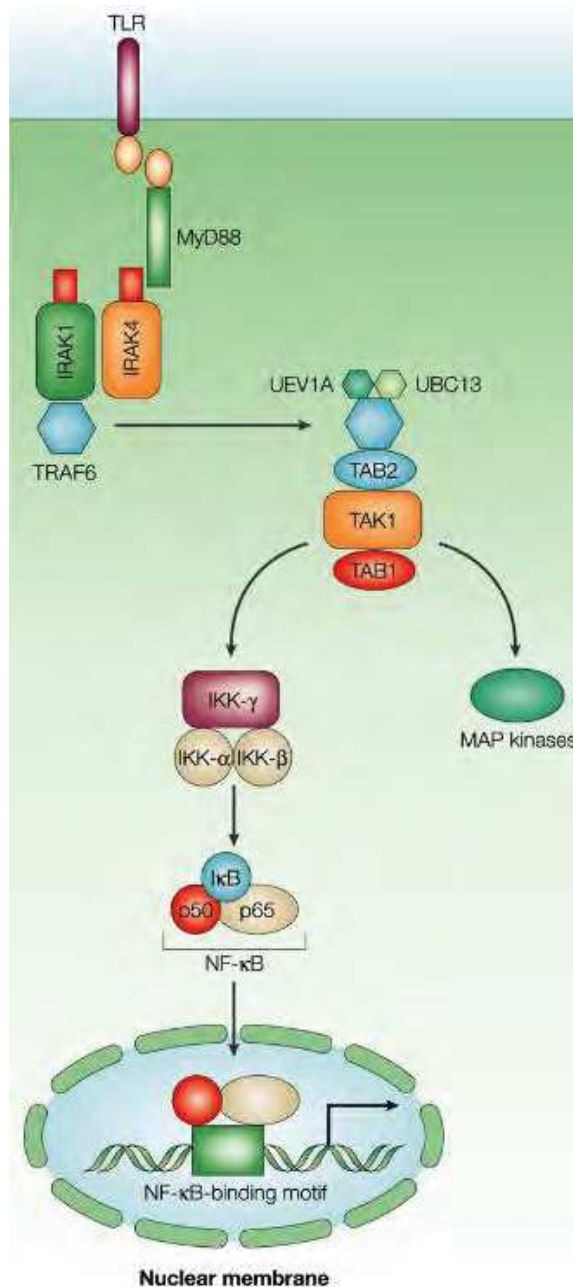 TLR
MyD88
IRAK1
IRAK4
TRAF6
UEV1A
UBC13
TAB2
TAK1
TAB1
IKK-γ
IKK-α
IKK-β
MAP kinases
IκB
p50
p65
NF-κB
NF-κB-binding motif
Nuclear membrane